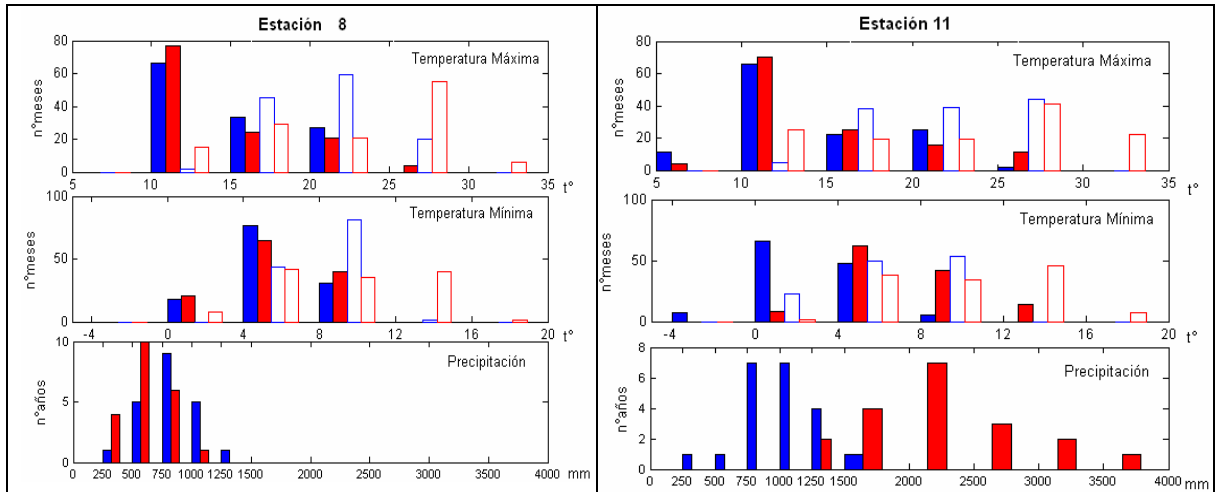 Estación 8
80
60
40
20
0
n°meses
Temperatura Máxima
5 10 15 20 25 30 35
t°
100
50
0
n°meses
Temperatura Mínima
-4 0 4 8 12 16 20
t°
10
5
0
n°años
Precipitación
0 250 500 750 1000 1250 1500 2000 2500 3000 3500 4000 mm
Estación 11
80
60
40
20
0
n°meses
Temperatura Máxima
5 10 15 20 25 30 35
t°
100
50
0
n°meses
Temperatura Mínima
-4 0 4 8 12 16 20
t°
8
6
4
2
0
n°años
Precipitación
0 250 500 750 1000 1250 1500 2000 2500 3000 3500 4000 mm